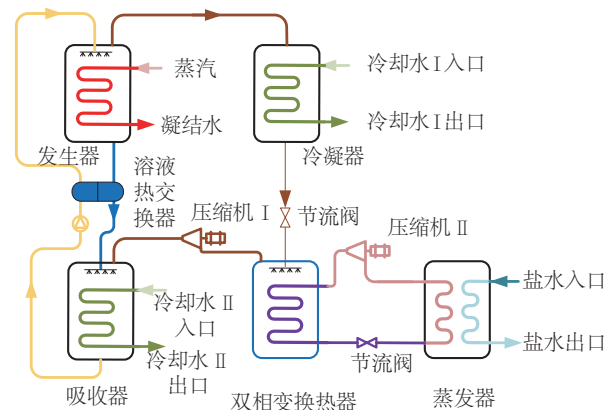 蒸汽
凝结水
发生器
冷却水Ⅰ入口
冷却水Ⅰ出口
冷凝器
溶液
热交
换器
压缩机Ⅰ
节流阀
压缩机Ⅱ
冷却水Ⅱ
入口
冷却水Ⅱ
出口
盐水入口
盐水出口
节流阀
吸收器
双相变换热器
蒸发器